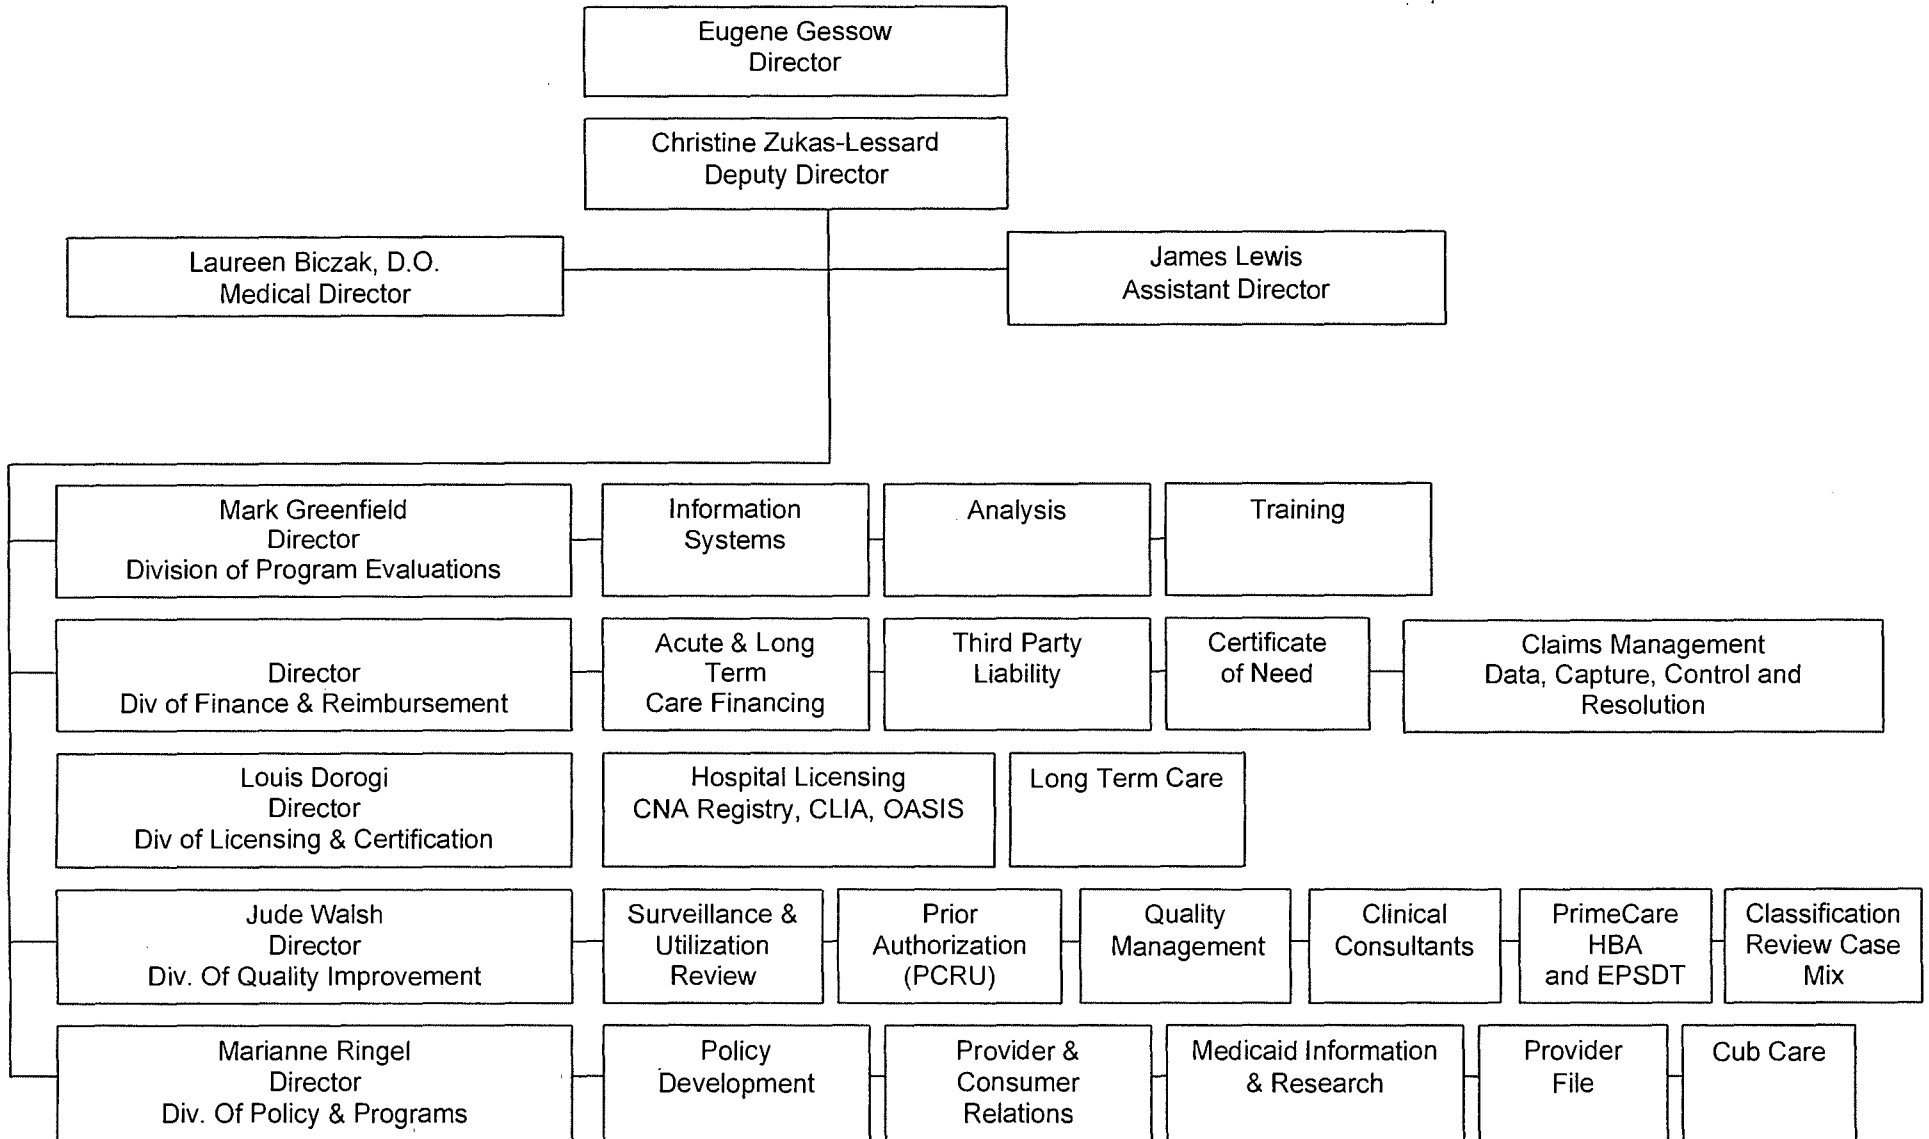 Eugene Gessow
Director
Christine Zukas-Lessard
Deputy Director
Laureen Biczak, D.O.
Medical Director
James Lewis
Assistant Director
Mark Greenfield
Director
Division of Program Evaluations
Information
Systems
Analysis
Training
Director
Div of Finance & Reimbursement
Acute & Long
Term
Care Financing
Third Party
Liability
Certificate
of Need
Claims Management
Data, Capture, Control and
Resolution
Louis Dorogi
Director
Div of Licensing & Certification
Hospital Licensing
CNA Registry, CLIA, OASIS
Long Term Care
Jude Walsh
Director
Div. Of Quality Improvement
Surveillance &
Utilization
Review
Prior
Authorization
(PCRU)
Quality
Management
Clinical
Consultants
PrimeCare
HBA
and EPSDT
Classification
Review Case
Mix
Marianne Ringel
Director
Div. Of Policy & Programs
Policy
Development
Provider &
Consumer
Relations
Medicaid Information
& Research
Provider
File
Cub Care